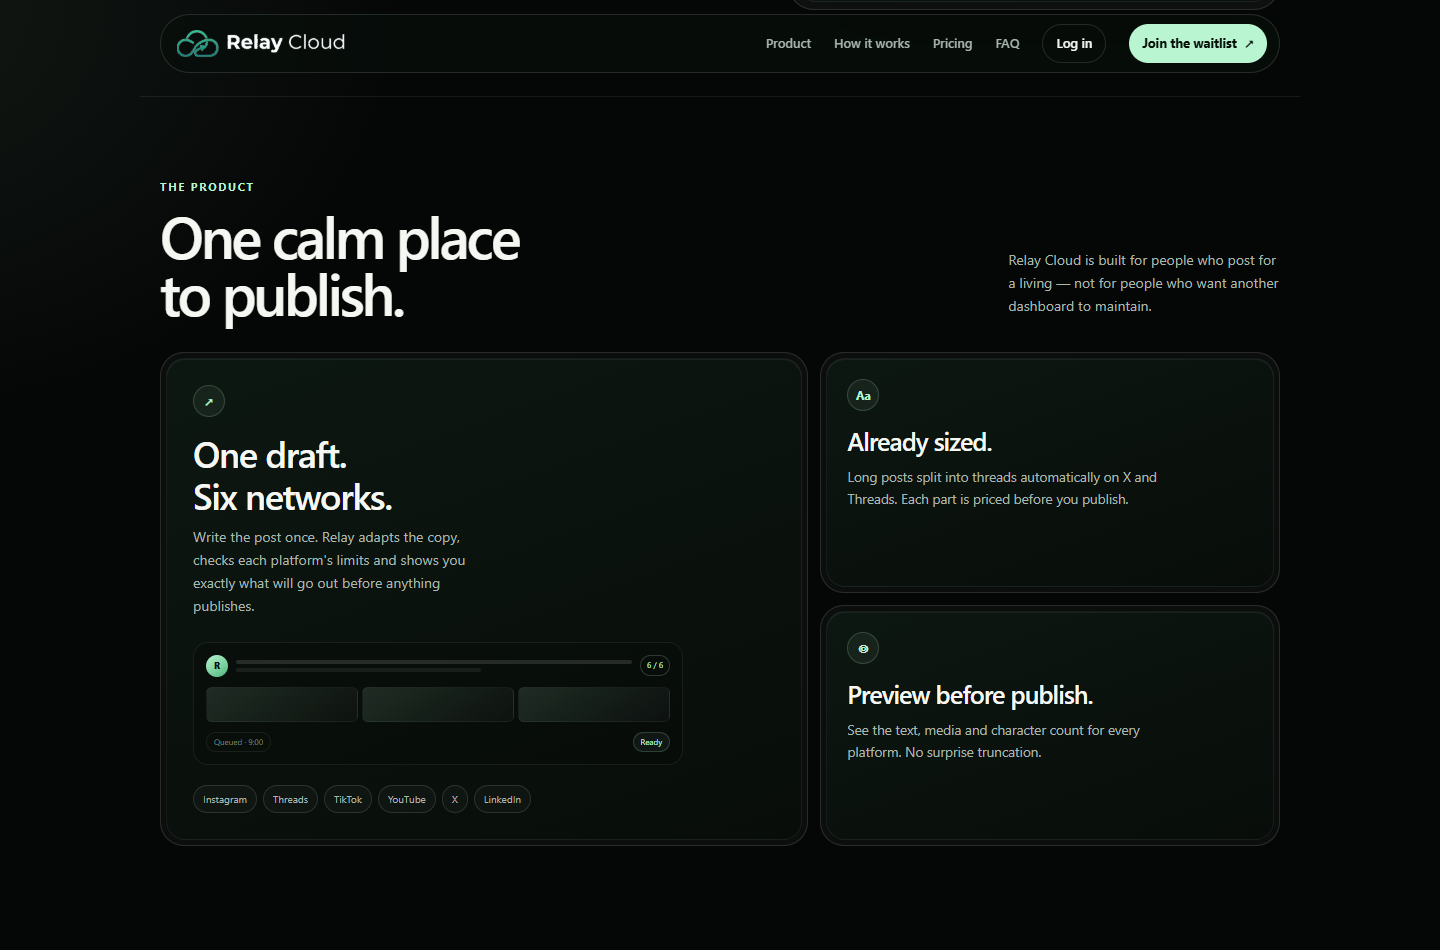 Relay Cloud
Product
How it works
Pricing
FAQ
Log in
Join the waitlist ↗
THE PRODUCT
One calm place
to publish.
Relay Cloud is built for people who post for
a living — not for people who want another
dashboard to maintain.
↗
One draft.
Six networks.
Write the post once. Relay adapts the copy,
checks each platform's limits and shows you
exactly what will go out before anything
publishes.
R
6 / 6
Queued · 9:00
Ready
Instagram
Threads
TikTok
YouTube
X
LinkedIn
Aa
Already sized.
Long posts split into threads automatically on X and
Threads. Each part is priced before you publish.
Preview before publish.
See the text, media and character count for every
platform. No surprise truncation.